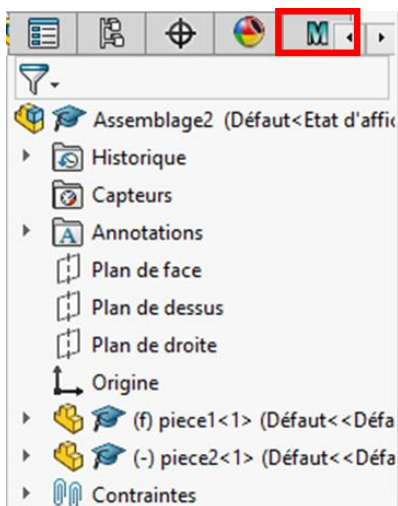 M
Assemblage2 (Défaut<Etat d'affic
Historique
Capteurs
A Annotations
Plan de face
Plan de dessus
Plan de droite
Origine
(f) piece1<1> (Défaut<<Défa
(-) piece2<1> (Défaut<<Défa
Contraintes